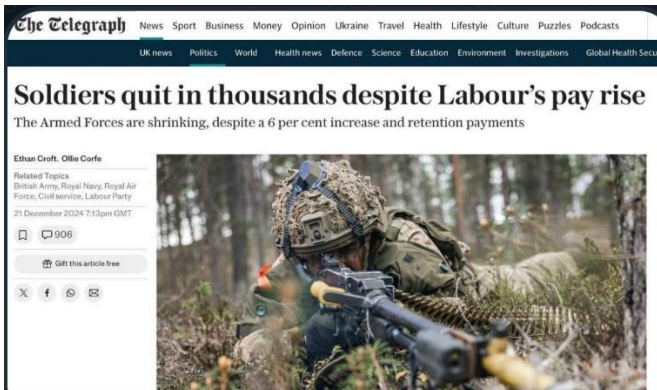 The Telegraph
News Sport Business Money Opinion Ukraine Travel Health Lifestyle Culture Puzzles Podcasts
UK news Politics World Health news Defence Science Education Environment Investigations Global Health Secu
Soldiers quit in thousands despite Labour’s pay rise
The Armed Forces are shrinking, despite a 6 per cent increase and retention payments
Ethan Croft. Ollie Corfe
Related Topics
British Army, Royal Navy, Royal Air
Force, Civil service, Labour Party
21 December 2024 7:13pm GMT
906
Gift this article free